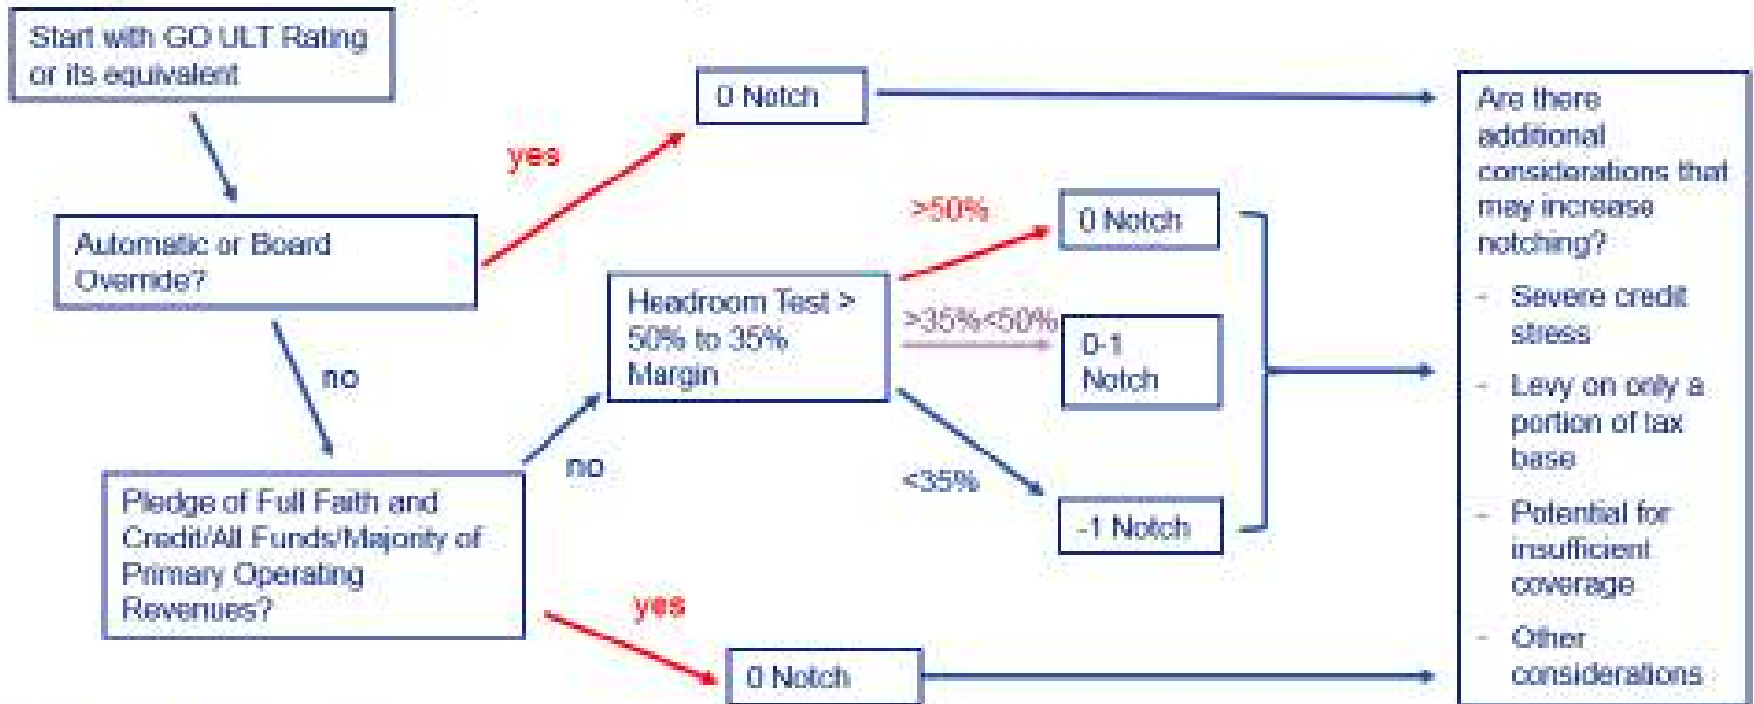 Start with GO ULT Rating
or its equivalent
0 Notch
yes
Automatic or Board
Override?
no
Pledge of Full Faith and
Credit/All Funds/Majority of
Primary Operating
Revenues?
no
yes
0 Notch
Headroom Test >
50% to 35%
Margin
>50%
0 Notch
>35%<50%
0-1
Notch
<35%
-1 Notch
Are there
additional
considerations that
may increase
notching?
- Severe credit
stress
- Levy on only a
portion of tax
base
- Potential for
insufficient
coverage
- Other
considerations